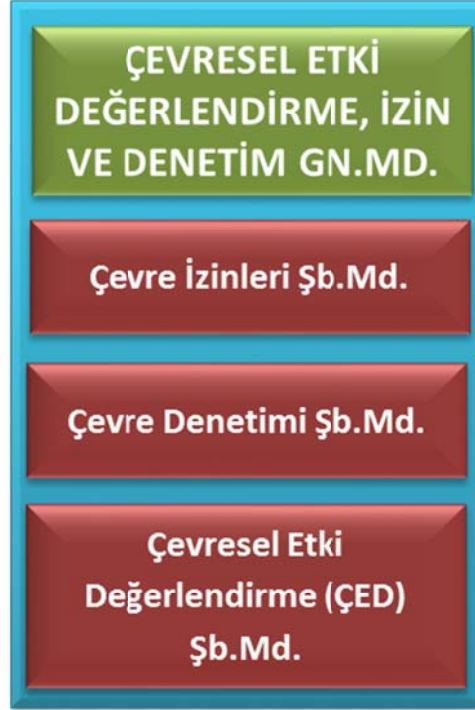 ÇEVRESEL ETKİ
DEĞERLENDİRME, İZİN
VE DENETİM GN.MD.
Çevre İzinleri Şb.Md.
Çevre Denetimi Şb.Md.
Çevresel Etki
Değerlendirme (ÇED)
Şb.Md.